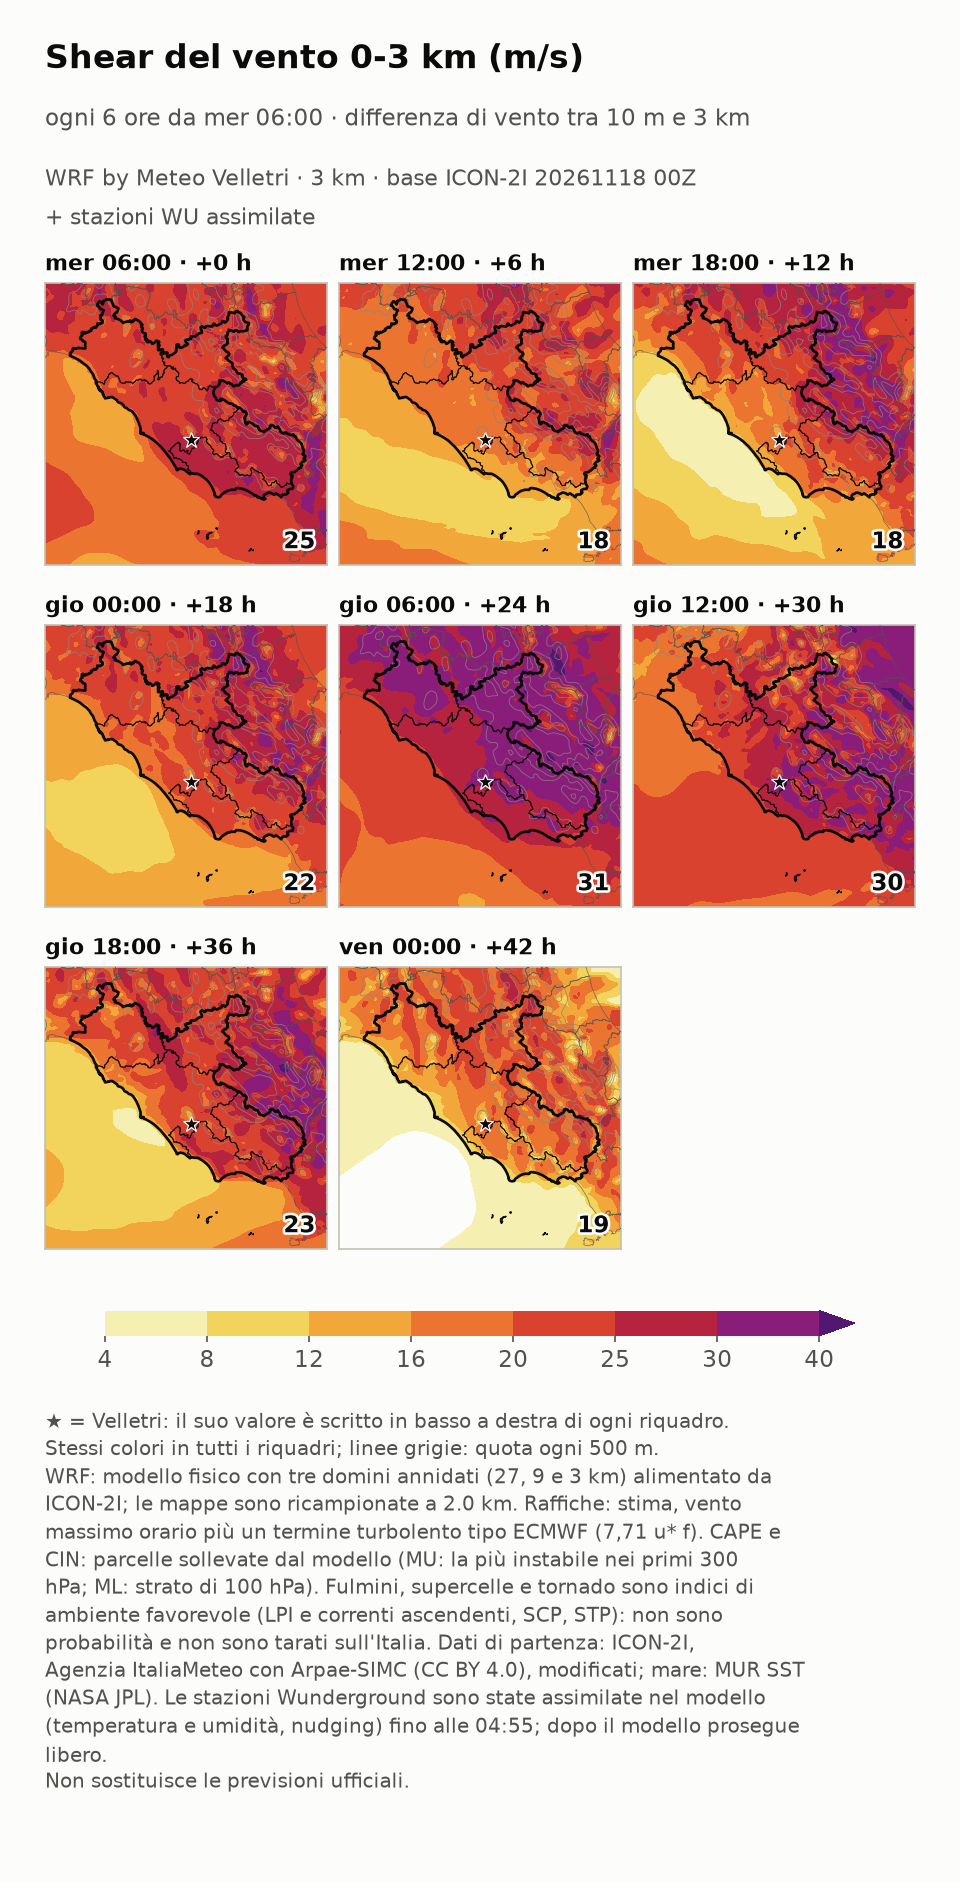 Shear del vento 0-3 km (m/s)
ogni 6 ore da mer 06:00 · differenza di vento tra 10 m e 3 km
WRF by Meteo Velletri · 3 km · base ICON-2I 20261118 00Z
+ stazioni WU assimilate
mer 06:00 · +0 h
mer 12:00 · +6 h
mer 18:00 · +12 h
25
18
18
gio 00:00 · +18 h
gio 06:00 · +24 h
gio 12:00 · +30 h
22
31
30
gio 18:00 · +36 h
ven 00:00 · +42 h
23
19
4 8 12 16 20 25 30 40
★ = Velletri: il suo valore è scritto in basso a destra di ogni riquadro.
Stessi colori in tutti i riquadri; linee grigie: quota ogni 500 m.
WRF: modello fisico con tre domini annidati (27, 9 e 3 km) alimentato da
ICON-2I; le mappe sono ricampionate a 2.0 km. Raffiche: stima, vento
massimo orario più un termine turbolento tipo ECMWF (7,71 u* f). CAPE e
CIN: parcelle sollevate dal modello (MU: la più instabile nei primi 300
hPa; ML: strato di 100 hPa). Fulmini, supercelle e tornado sono indici di
ambiente favorevole (LPI e correnti ascendenti, SCP, STP): non sono
probabilità e non sono tarati sull'Italia. Dati di partenza: ICON-2I,
Agenzia ItaliaMeteo con Arpae-SIMC (CC BY 4.0), modificati; mare: MUR SST
(NASA JPL). Le stazioni Wunderground sono state assimilate nel modello
(temperatura e umidità, nudging) fino alle 04:55; dopo il modello prosegue
libero.
Non sostituisce le previsioni ufficiali.